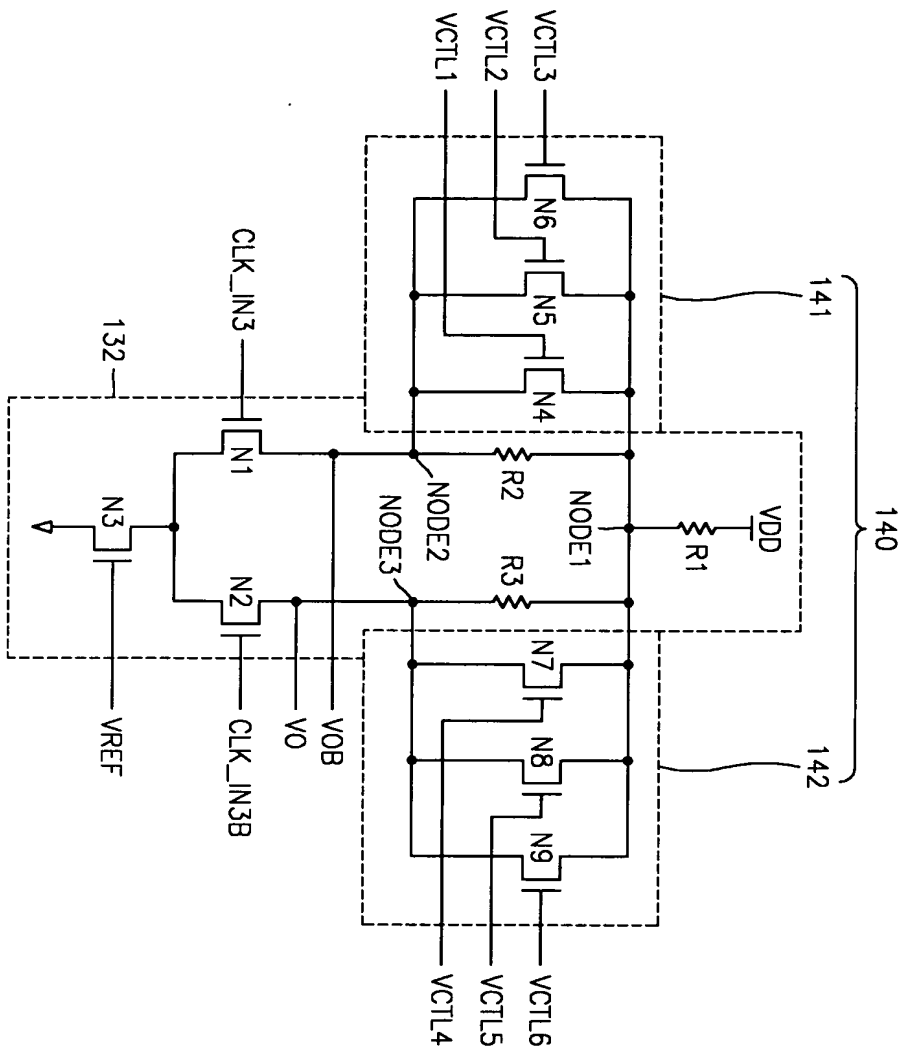 140
141
142
VCTL3
VCTL2
VCTL1
N6
N5
N4
VDD
R1
NODE1
R2
R3
NODE2
NODE3
N7
N8
N9
VCTL4
VCTL5
VCTL6
CLK_IN3
132
N1
N2
N3
VOB
VO
CLK_IN3B
VREF